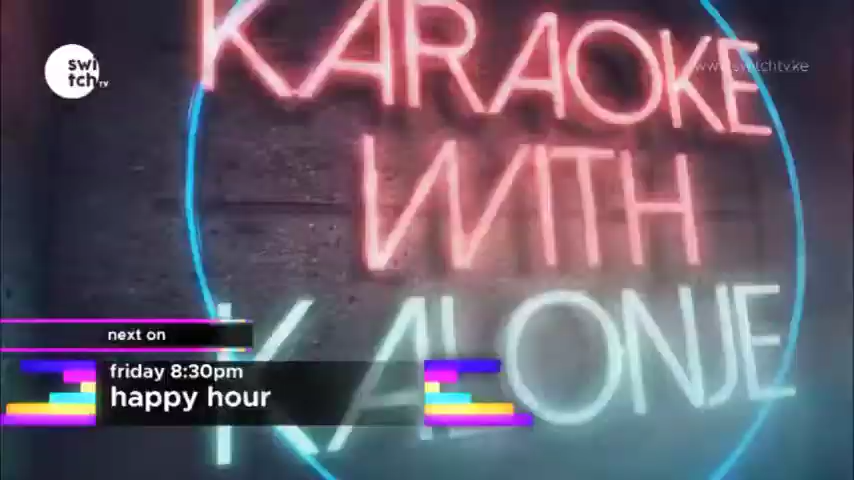 swi
tch TV
www.switchtv.ke
KARAOKE
WITH
KALONJE
next on
friday 8:30pm
happy hour